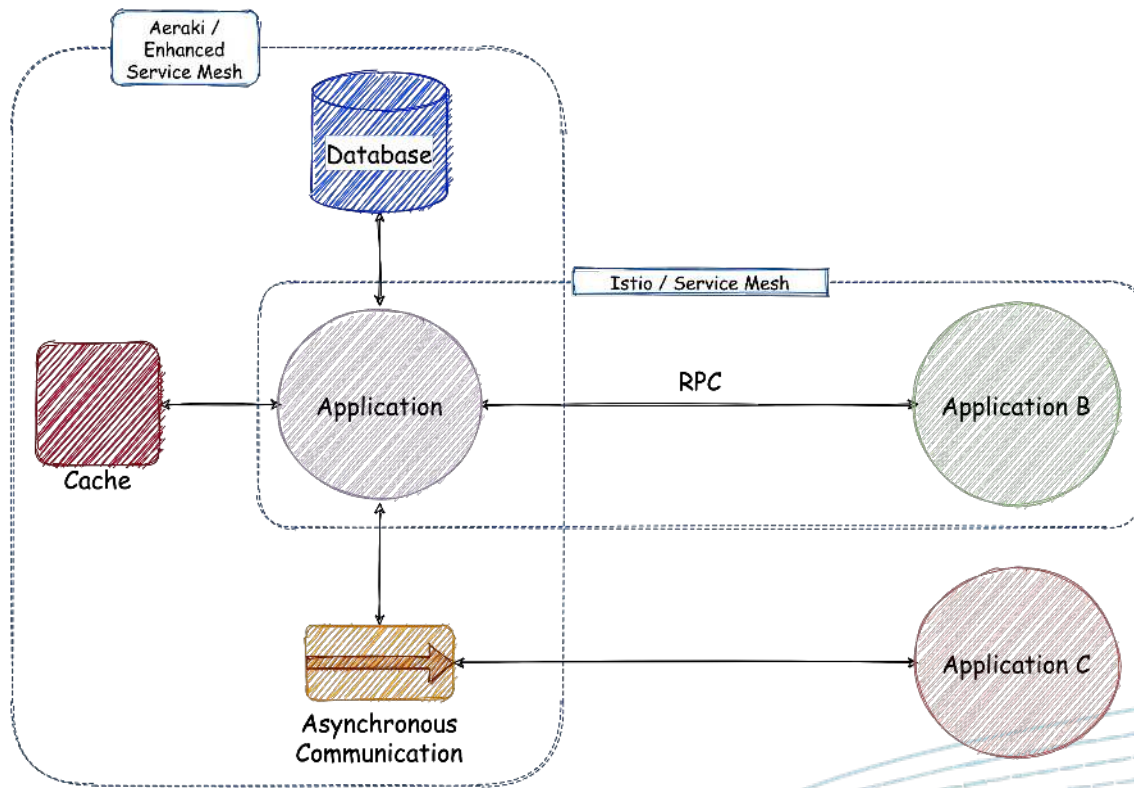 Aeraki /
Enhanced
Service Mesh
Database
Istio / Service Mesh
RPC
Application
Application B
Cache
Application C
Asynchronous
Communication